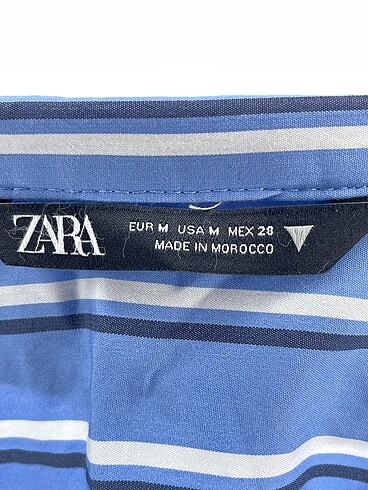 ZARA
EUR M USA M MEX 28
MADE IN MOROCCO